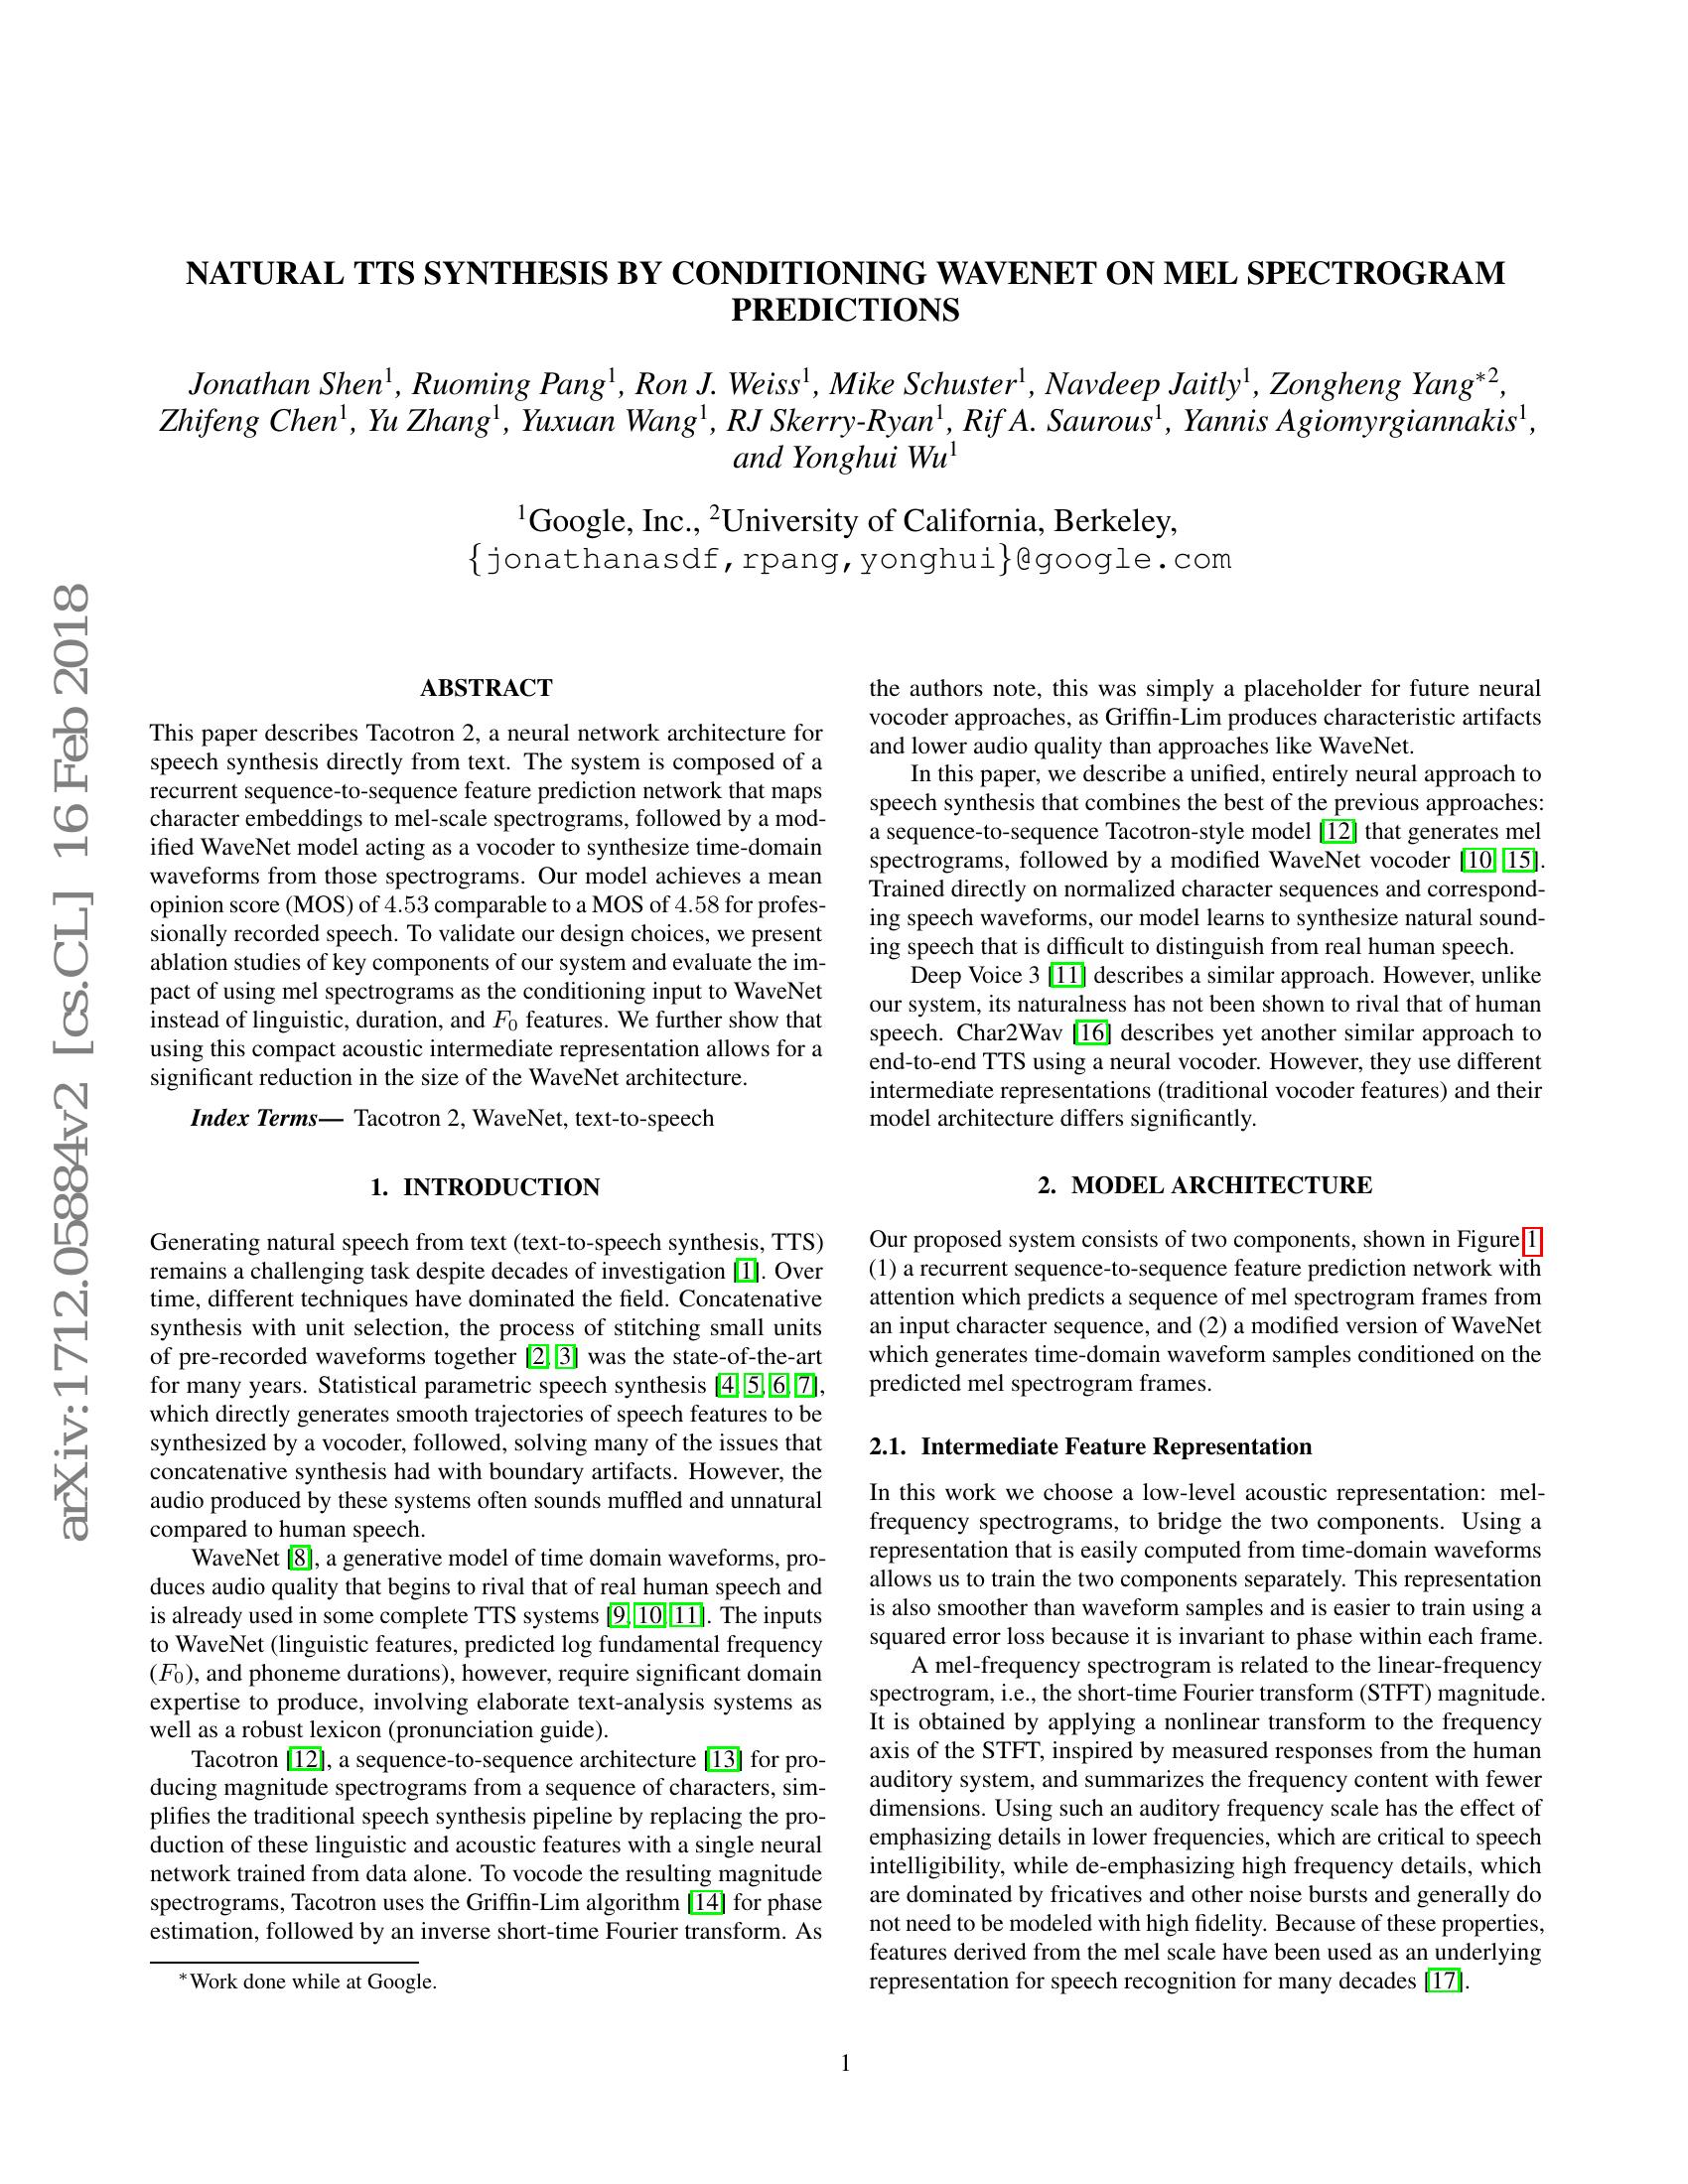 arXiv:1712.05884v2 [cs.CL] 16 Feb 2018
NATURAL TTS SYNTHESIS BY CONDITIONING WAVENET ON MEL SPECTROGRAM
PREDICTIONS
Jonathan Shen1, Ruoming Pang1, Ron J. Weiss1, Mike Schuster1, Navdeep Jaitly1, Zongheng Yang∗2,
Zhifeng Chen1, Yu Zhang1, Yuxuan Wang1, RJ Skerry-Ryan1, Rif A. Saurous1, Yannis Agiomyrgiannakis1,
and Yonghui Wu1
1Google, Inc., 2University of California, Berkeley,
{jonathanasdf,rpang,yonghui}@google.com
ABSTRACT
This paper describes Tacotron 2, a neural network architecture for
speech synthesis directly from text. The system is composed of a
recurrent sequence-to-sequence feature prediction network that maps
character embeddings to mel-scale spectrograms, followed by a mod-
ified WaveNet model acting as a vocoder to synthesize time-domain
waveforms from those spectrograms. Our model achieves a mean
opinion score (MOS) of 4.53 comparable to a MOS of 4.58 for profes-
sionally recorded speech. To validate our design choices, we present
ablation studies of key components of our system and evaluate the im-
pact of using mel spectrograms as the conditioning input to WaveNet
instead of linguistic, duration, and F0 features. We further show that
using this compact acoustic intermediate representation allows for a
significant reduction in the size of the WaveNet architecture.
Index Terms— Tacotron 2, WaveNet, text-to-speech
1. INTRODUCTION
Generating natural speech from text (text-to-speech synthesis, TTS)
remains a challenging task despite decades of investigation [1]. Over
time, different techniques have dominated the field. Concatenative
synthesis with unit selection, the process of stitching small units
of pre-recorded waveforms together [2, 3] was the state-of-the-art
for many years. Statistical parametric speech synthesis [4, 5, 6, 7],
which directly generates smooth trajectories of speech features to be
synthesized by a vocoder, followed, solving many of the issues that
concatenative synthesis had with boundary artifacts. However, the
audio produced by these systems often sounds muffled and unnatural
compared to human speech.
WaveNet [8], a generative model of time domain waveforms, pro-
duces audio quality that begins to rival that of real human speech and
is already used in some complete TTS systems [9, 10, 11]. The inputs
to WaveNet (linguistic features, predicted log fundamental frequency
(F0), and phoneme durations), however, require significant domain
expertise to produce, involving elaborate text-analysis systems as
well as a robust lexicon (pronunciation guide).
Tacotron [12], a sequence-to-sequence architecture [13] for pro-
ducing magnitude spectrograms from a sequence of characters, sim-
plifies the traditional speech synthesis pipeline by replacing the pro-
duction of these linguistic and acoustic features with a single neural
network trained from data alone. To vocode the resulting magnitude
spectrograms, Tacotron uses the Griffin-Lim algorithm [14] for phase
estimation, followed by an inverse short-time Fourier transform. As
∗Work done while at Google.
the authors note, this was simply a placeholder for future neural
vocoder approaches, as Griffin-Lim produces characteristic artifacts
and lower audio quality than approaches like WaveNet.
In this paper, we describe a unified, entirely neural approach to
speech synthesis that combines the best of the previous approaches:
a sequence-to-sequence Tacotron-style model [12] that generates mel
spectrograms, followed by a modified WaveNet vocoder [10, 15].
Trained directly on normalized character sequences and correspond-
ing speech waveforms, our model learns to synthesize natural sound-
ing speech that is difficult to distinguish from real human speech.
Deep Voice 3 [11] describes a similar approach. However, unlike
our system, its naturalness has not been shown to rival that of human
speech. Char2Wav [16] describes yet another similar approach to
end-to-end TTS using a neural vocoder. However, they use different
intermediate representations (traditional vocoder features) and their
model architecture differs significantly.
2. MODEL ARCHITECTURE
Our proposed system consists of two components, shown in Figure 1
(1) a recurrent sequence-to-sequence feature prediction network with
attention which predicts a sequence of mel spectrogram frames from
an input character sequence, and (2) a modified version of WaveNet
which generates time-domain waveform samples conditioned on the
predicted mel spectrogram frames.
2.1. Intermediate Feature Representation
In this work we choose a low-level acoustic representation: mel-
frequency spectrograms, to bridge the two components. Using a
representation that is easily computed from time-domain waveforms
allows us to train the two components separately. This representation
is also smoother than waveform samples and is easier to train using a
squared error loss because it is invariant to phase within each frame.
A mel-frequency spectrogram is related to the linear-frequency
spectrogram, i.e., the short-time Fourier transform (STFT) magnitude.
It is obtained by applying a nonlinear transform to the frequency
axis of the STFT, inspired by measured responses from the human
auditory system, and summarizes the frequency content with fewer
dimensions. Using such an auditory frequency scale has the effect of
emphasizing details in lower frequencies, which are critical to speech
intelligibility, while de-emphasizing high frequency details, which
are dominated by fricatives and other noise bursts and generally do
not need to be modeled with high fidelity. Because of these properties,
features derived from the mel scale have been used as an underlying
representation for speech recognition for many decades [17].
1